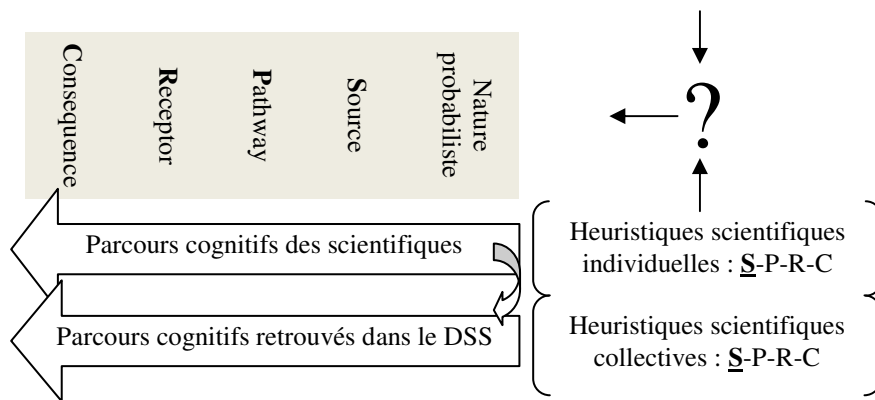 Consequence
Receptor
Pathway
Source
Nature
probabiliste
?
Parcours cognitifs des scientifiques
Heuristiques scientifiques
individuelles : S-P-R-C
Parcours cognitifs retrouvés dans le DSS
Heuristiques scientifiques
collectives : S-P-R-C